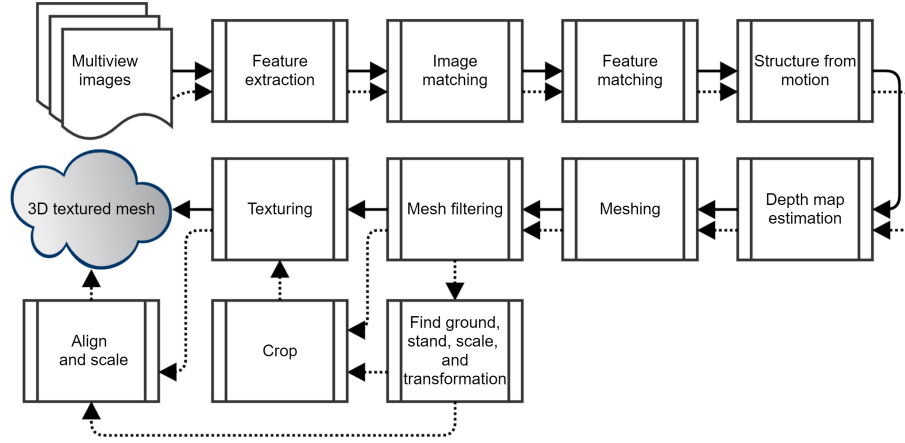 Multiview
images
Feature
extraction
Image
matching
Feature
matching
Structure from
motion
3D textured mesh
Texturing
Mesh filtering
Meshing
Depth map
estimation
Align
and scale
Crop
Find ground,
stand, scale,
and
transformation